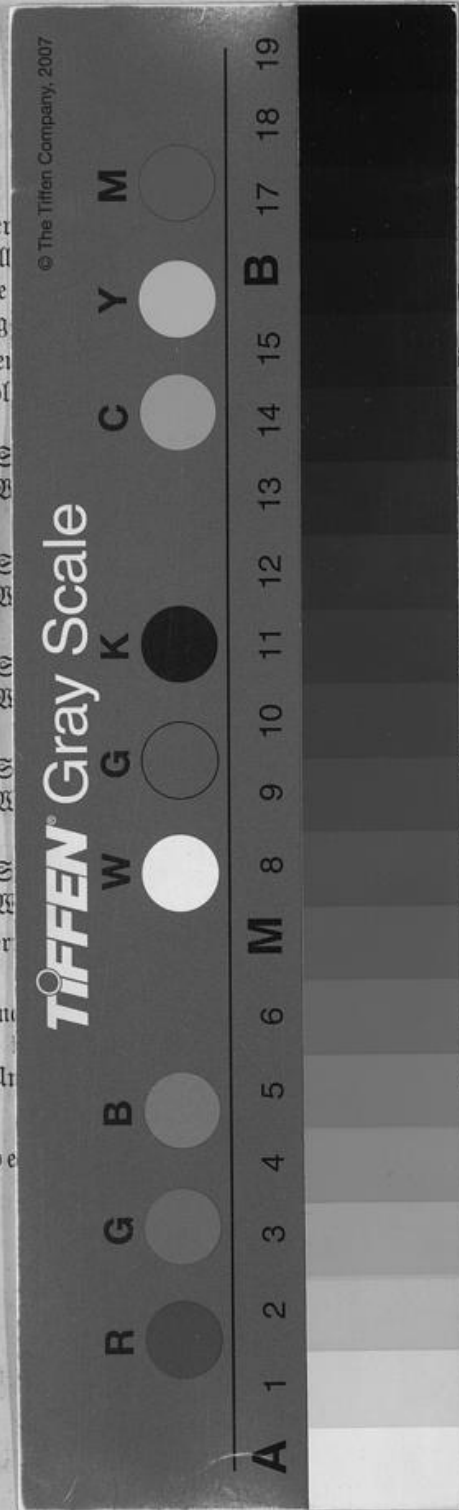 © The Tiffen Company, 2007
TIFFEN® Gray Scale
R G B W G K C Y M
A 1 2 3 4 5 6 M 8 9 10 11 12 13 14 15 B 17 18 19